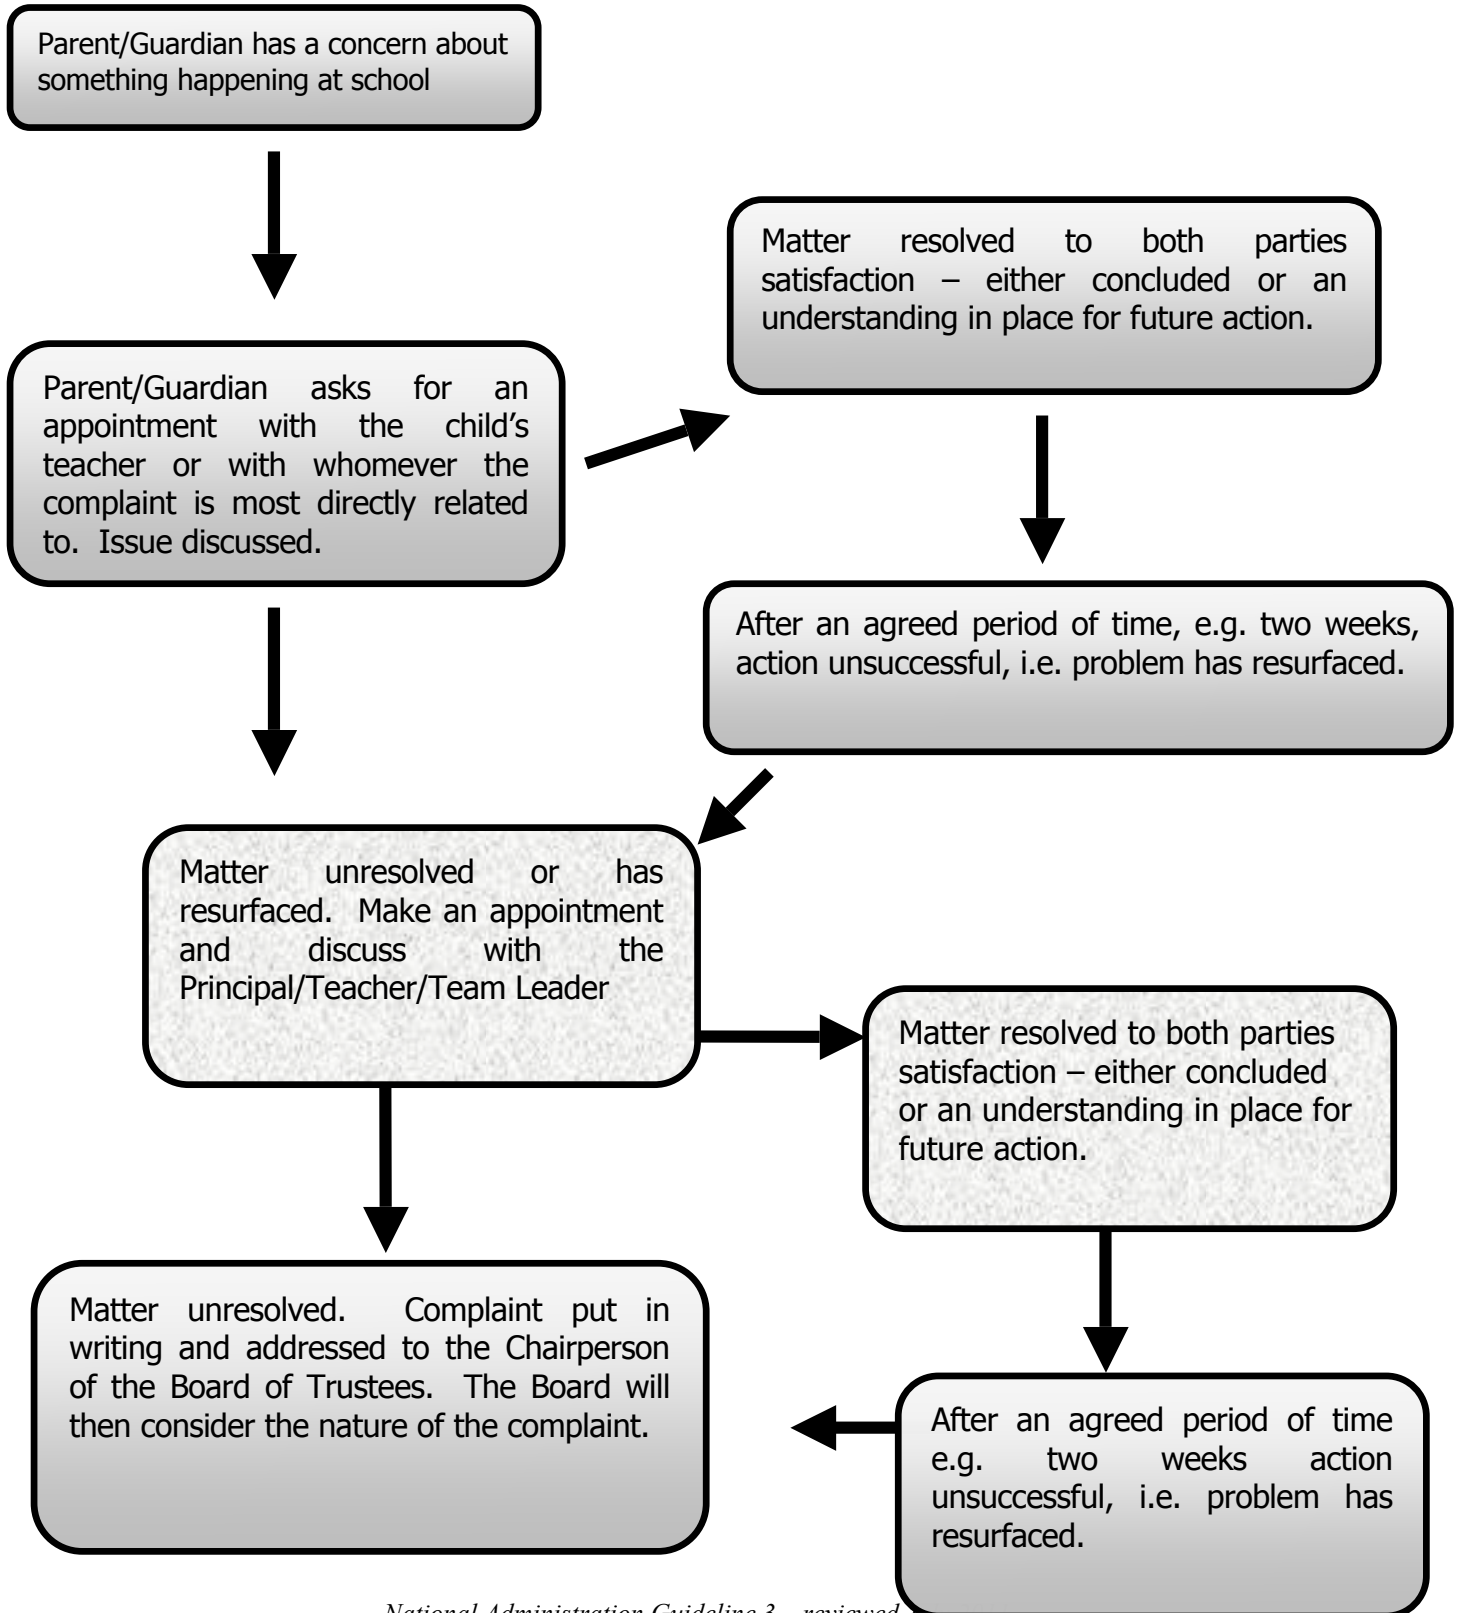 Parent/Guardian has a concern about
something happening at school
Matter resolved to both parties
satisfaction – either concluded or an
understanding in place for future action.
Parent/Guardian asks for an
appointment with the child’s
teacher or with whomever the
complaint is most directly related
to. Issue discussed.
After an agreed period of time, e.g. two weeks,
action unsuccessful, i.e. problem has resurfaced.
Matter unresolved or has
resurfaced. Make an appointment
and discuss with the
Principal/Teacher/Team Leader
Matter resolved to both parties
satisfaction – either concluded
or an understanding in place for
future action.
Matter unresolved. Complaint put in
writing and addressed to the Chairperson
of the Board of Trustees. The Board will
then consider the nature of the complaint.
After an agreed period of time
e.g. two weeks action
unsuccessful, i.e. problem has
resurfaced.
National Administration Guideline 3 – reviewed